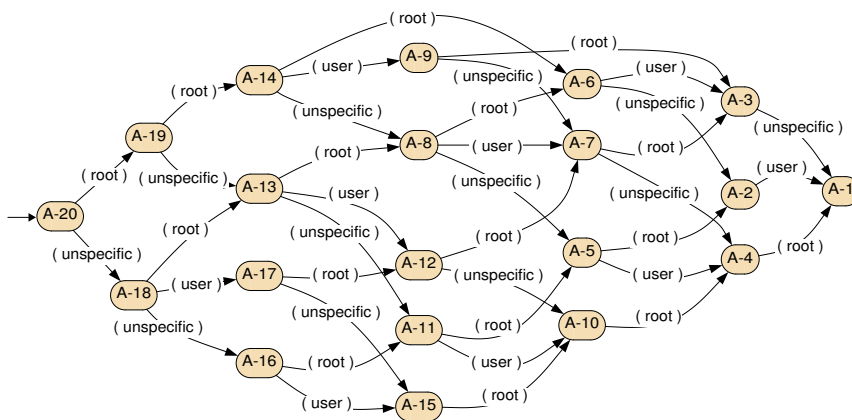 ( root )
A-9
( root )
A-14
( user )
A-6
( user )
( root )
( unspecific )
A-3
( unspecific )
( root )
( unspecific )
( unspecific )
A-19
A-8
( user )
A-7
( root )
( root )
( unspecific )
A-13
( root )
( unspecific )
A-2
( user )
A-1
( user )
( unspecific )
A-20
( root )
( unspecific )
( root )
( unspecific )
A-5
( root )
( root )
A-17
( root )
A-12
( user )
A-4
A-18
( user )
( unspecific )
( unspecific )
( unspecific )
A-11
( root )
A-10
( root )
A-16
( root )
( user )
( user )
A-15
( root )